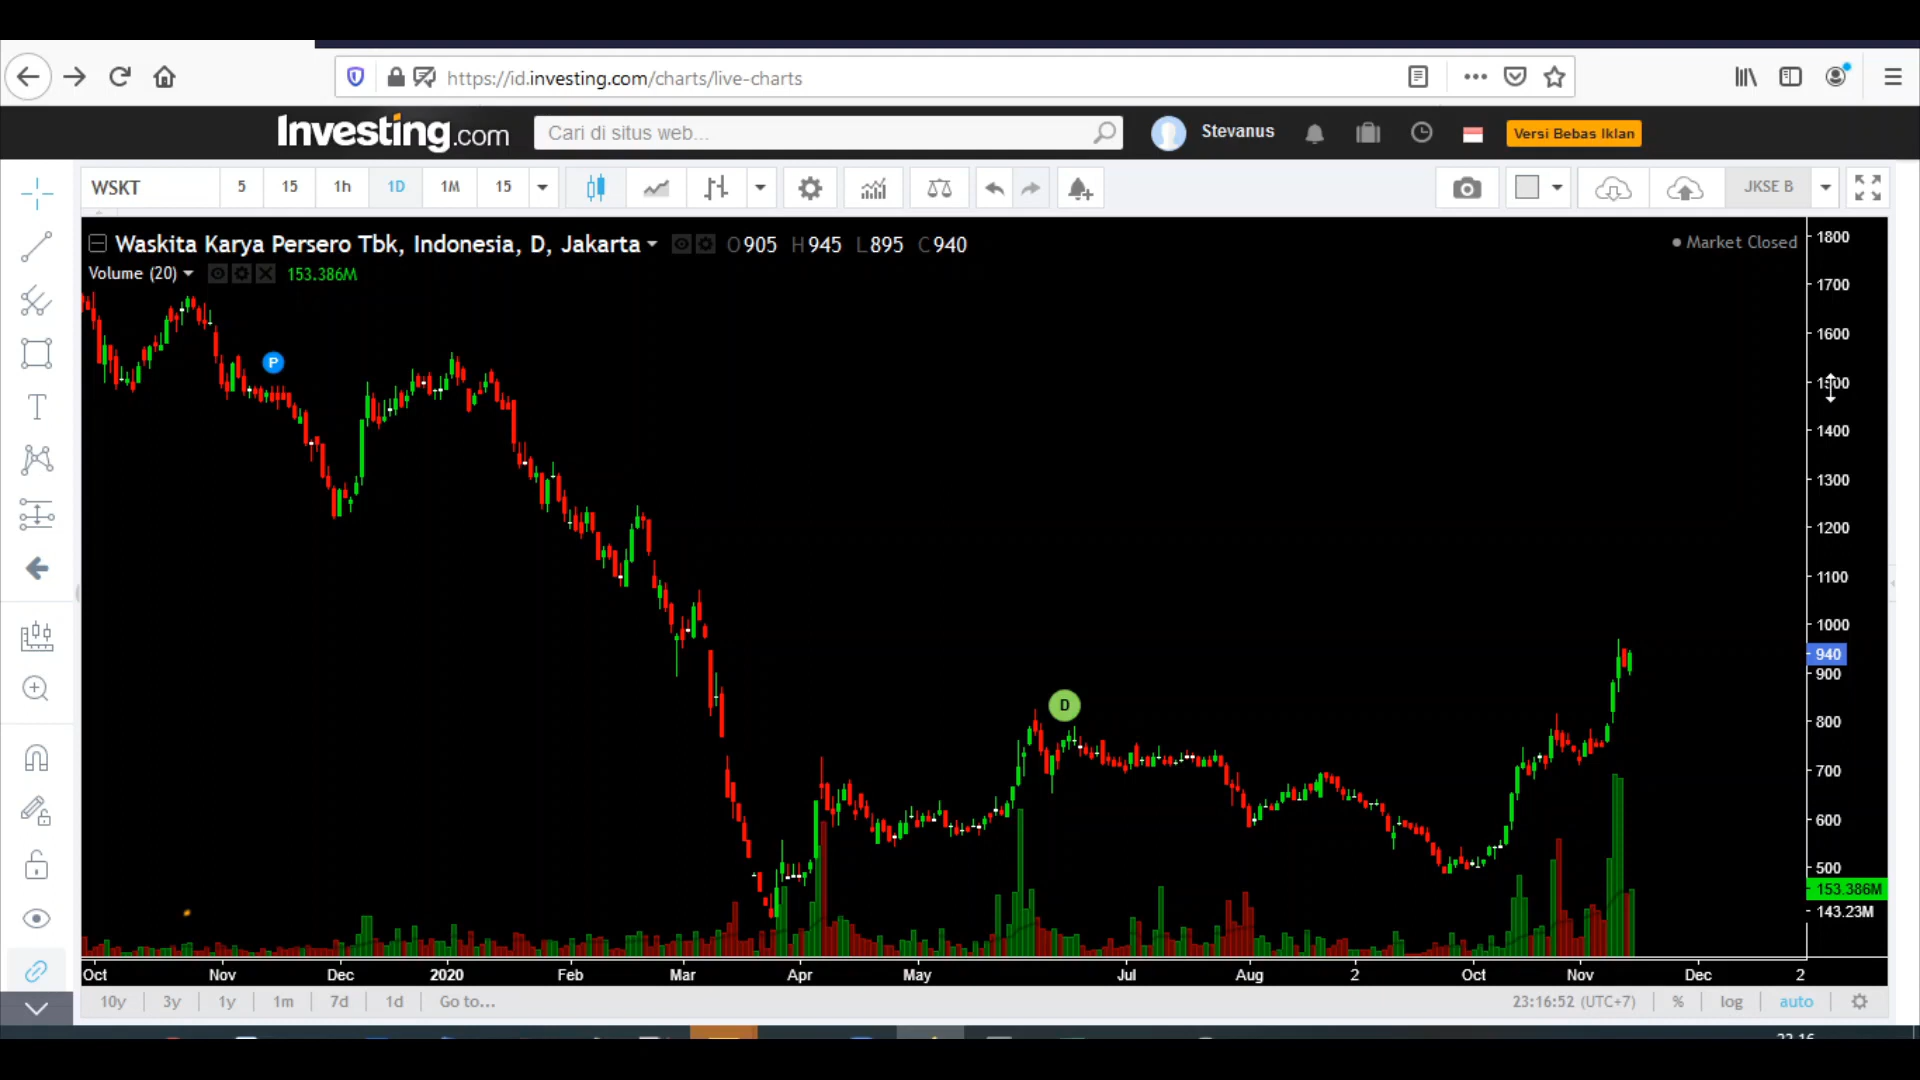 https://id.investing.com/charts/live-charts
Investing.com
Cari di situs web...
Stevanus
Versi Bebas Iklan
WSKT
5
15
1h
1D
1M
15
JKSE B
Waskita Karya Persero Tbk, Indonesia, D, Jakarta
O 905 H 945 L 895 C 940
Market Closed
Volume (20)
153.386M
1800
1700
1600
1500
1400
1300
1200
1100
1000
940
900
800
700
600
500
153.386M
143.23M
P
D
Oct
Nov
Dec
2020
Feb
Mar
Apr
May
Jul
Aug
2
Oct
Nov
Dec
2
10y
3y
1y
1m
7d
1d
Go to...
23:16:52 (UTC+7)
%
log
auto